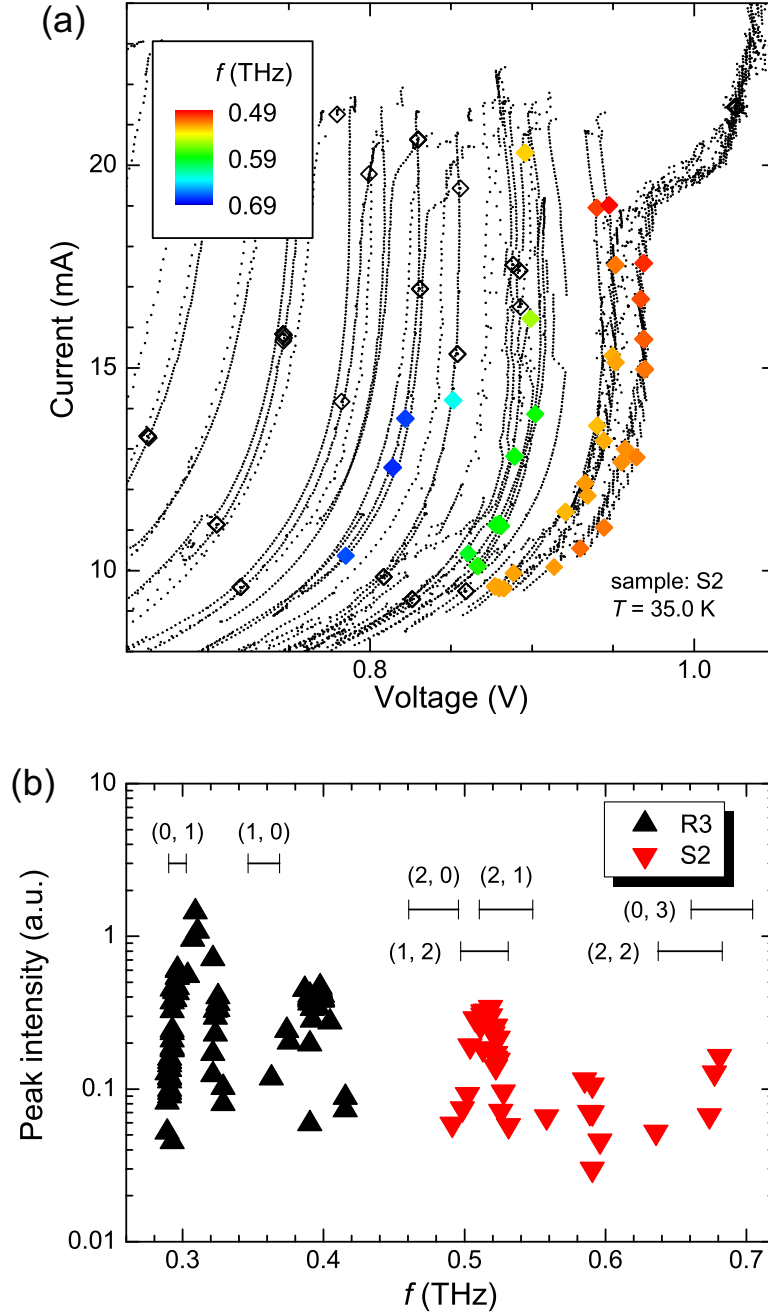 (a)
f (THz)
0.49
0.59
0.69
20
15
10
Current (mA)
sample: S2
T = 35.0 K
0.8
1.0
Voltage (V)
(b)
10
1
0.1
0.01
Peak intensity (a.u.)
R3
S2
(0, 1)
(1, 0)
(2, 0)
(2, 1)
(0, 3)
(1, 2)
(2, 2)
0.3
0.4
0.5
0.6
0.7
f (THz)